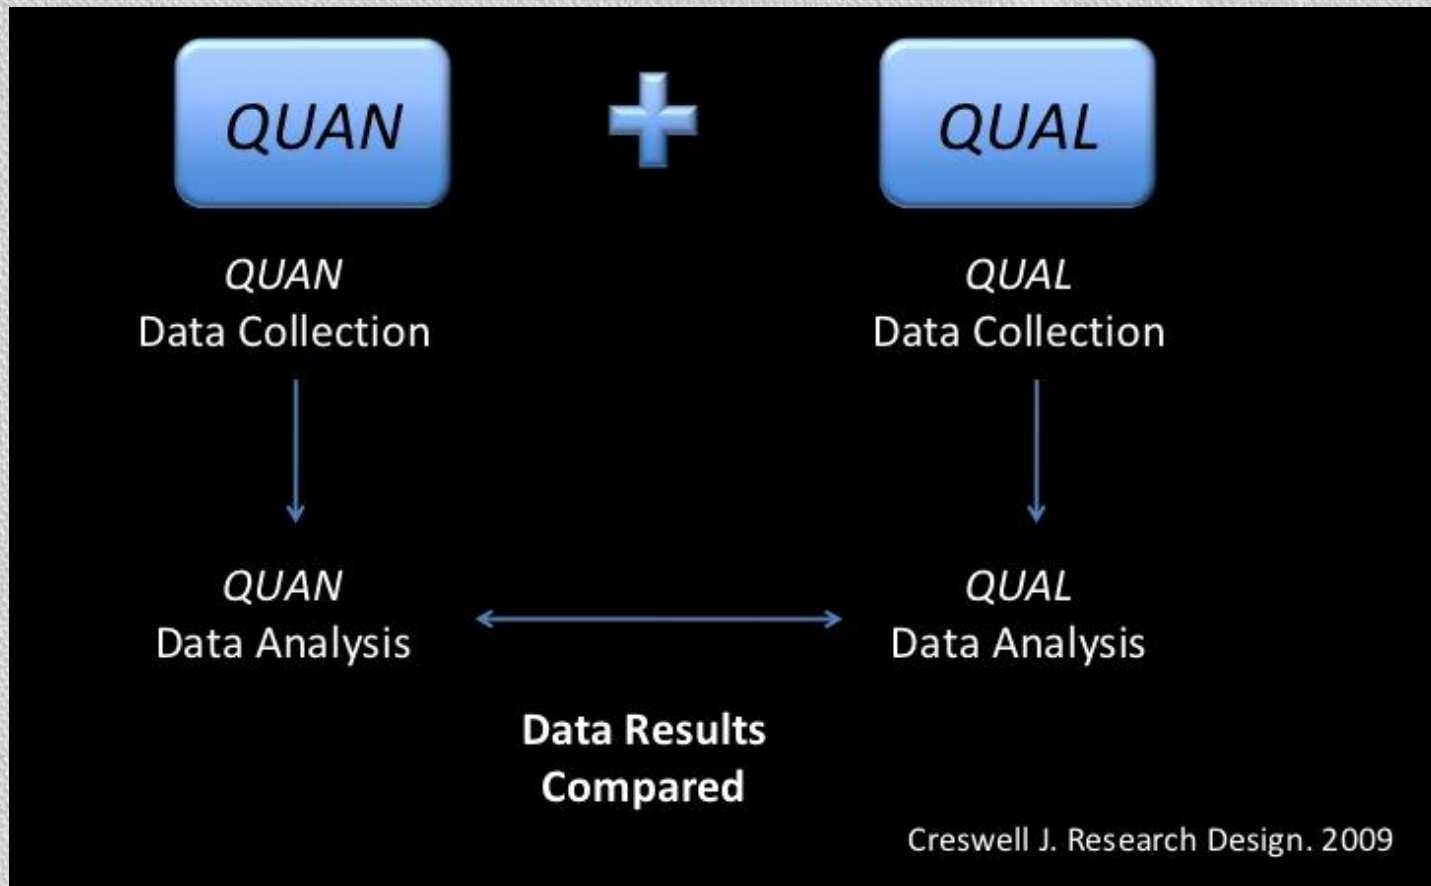 QUAN
QUAL
QUAN
Data Collection
QUAL
Data Collection
QUAN
Data Analysis
QUAL
Data Analysis
Data Results
Compared
Creswell J. Research Design. 2009